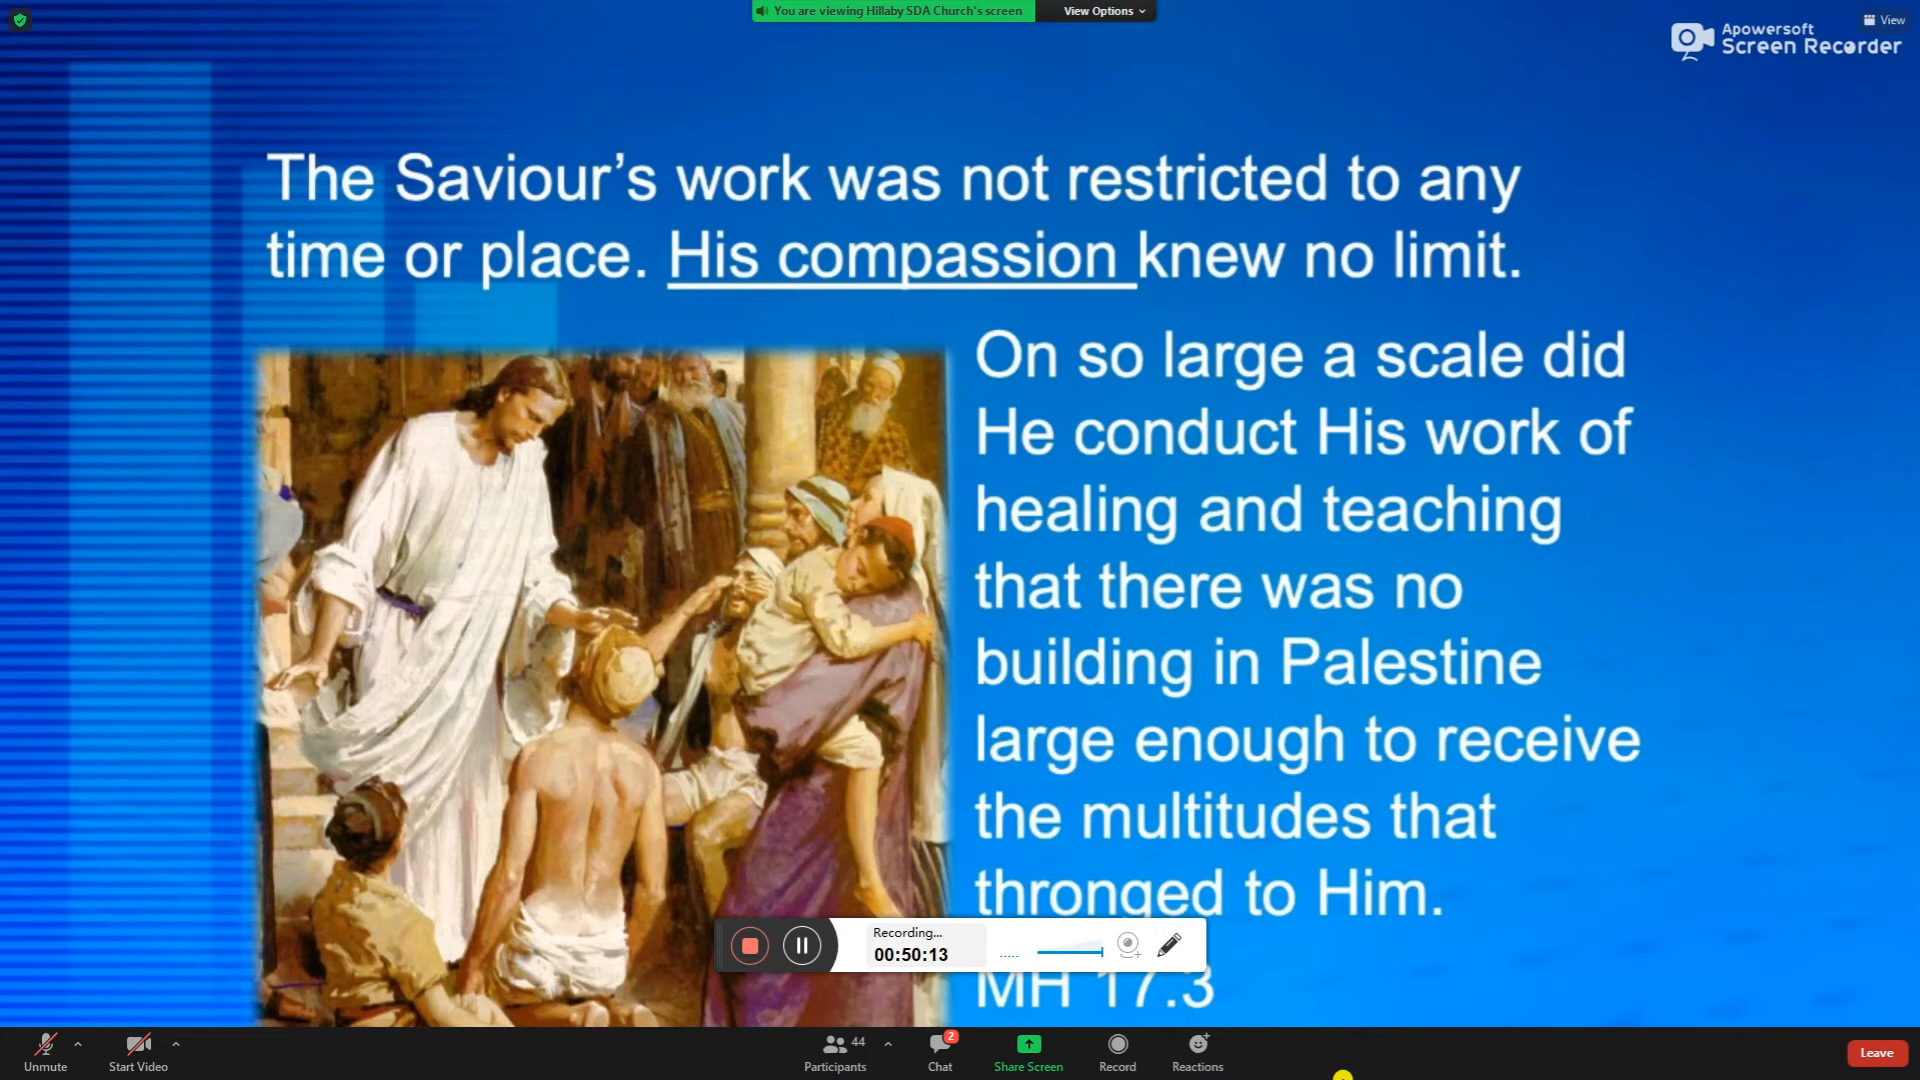 You are viewing Hillaby SDA Church's screen
View Options
View
Apowersoft
Screen Recorder
The Saviour’s work was not restricted to any
time or place. His compassion knew no limit.
On so large a scale did
He conduct His work of
healing and teaching
that there was no
building in Palestine
large enough to receive
the multitudes that
thronged to Him.
MH 17.3
Recording...
00:50:13
Unmute
Start Video
44
Participants
2
Chat
Share Screen
Record
Reactions
Leave